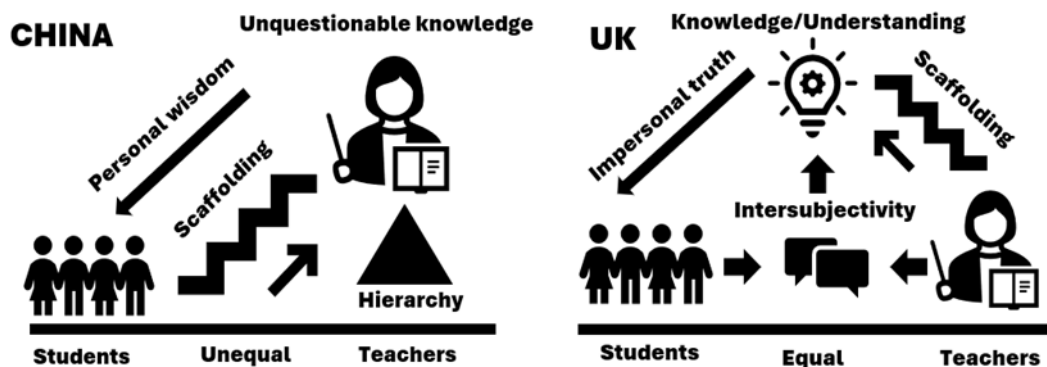 CHINA
Unquestionable knowledge
Personal wisdom
Scaffolding
Hierarchy
Students
Unequal
Teachers
UK
Knowledge/Understanding
Impersonal truth
Scaffolding
Intersubjectivity
Students
Equal
Teachers